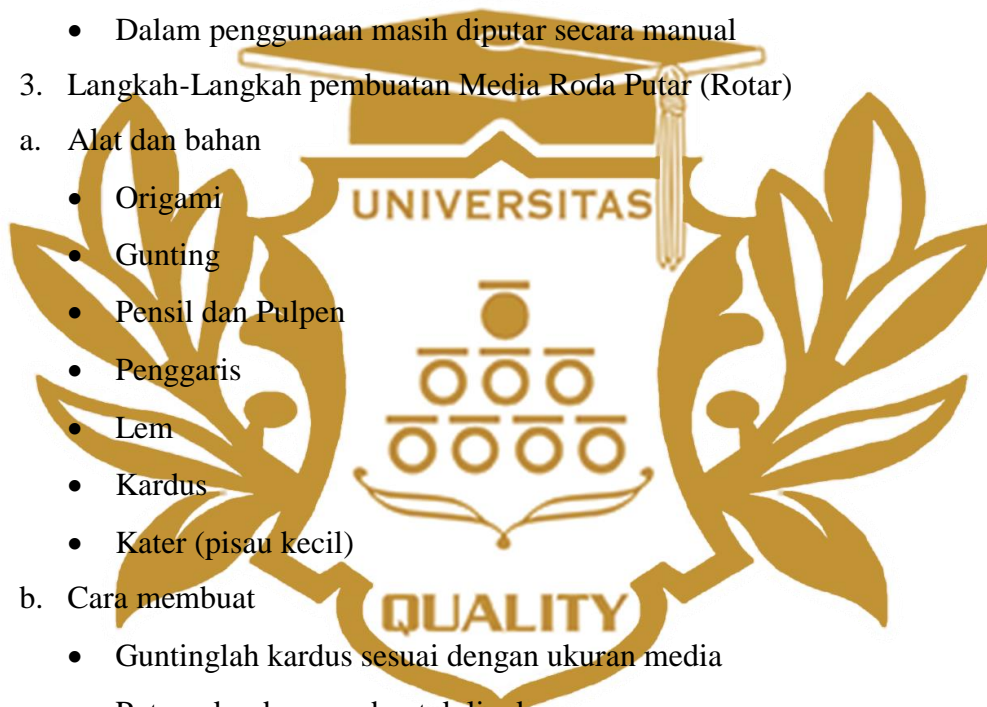 • Dalam penggunaan masih diputar secara manual
3. Langkah-Langkah pembuatan Media Roda Putar (Rotar)
a. Alat dan bahan
• Origami
UNIVERSITAS
• Gunting
• Pensil dan Pulpen
• Penggaris
• Lem
• Kardus
• Kater (pisau kecil)
b. Cara membuat
QUALITY
• Guntinglah kardus sesuai dengan ukuran media